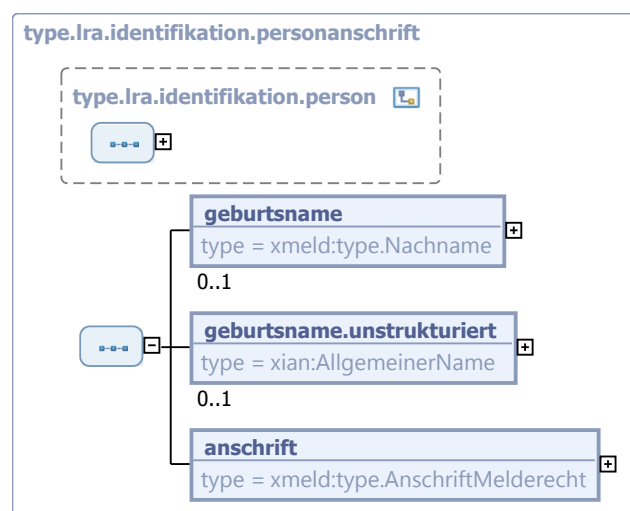 type.lra.identifikation.personanschrift
type.lra.identifikation.person
geburtsname
type = xmeld:type.Nachname
0..1
geburtsname.unstrukturiert
type = xian:AllgemeinerName
0..1
anschrift
type = xmeld:type.AnschriftMelderecht